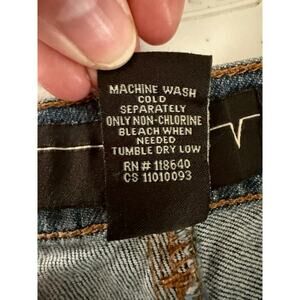 MACHINE WASH
COLD
SEPARATELY
ONLY NON-CHLORINE
BLEACH WHEN
NEEDED
TUMBLE DRY LOW
RN # 118640
CS 11010093